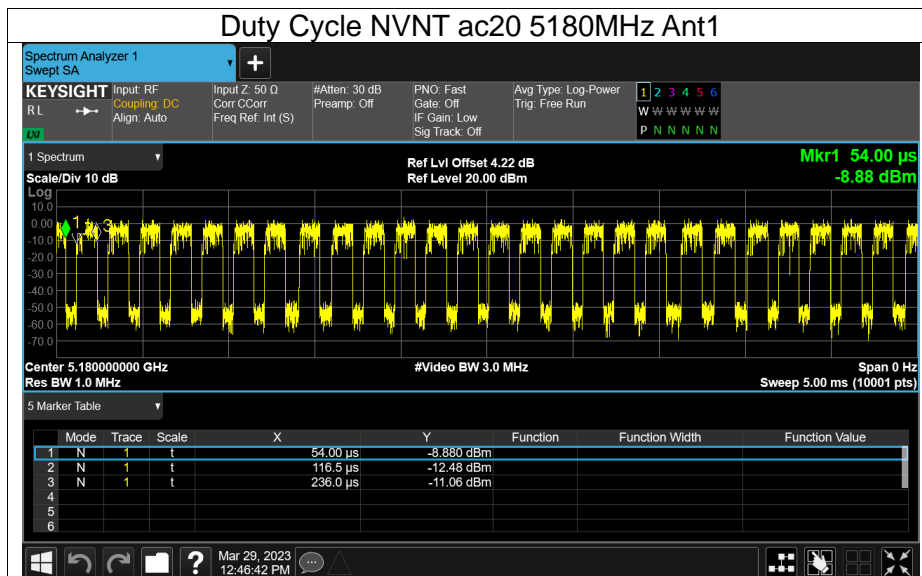 Duty Cycle NVNT ac20 5180MHz Ant1
Spectrum Analyzer 1
Swept SA
+
KEYSIGHT
R L
LXI
Input: RF
Coupling: DC
Align: Auto
Input Z: 50 Ω
Corr CCorr
Freq Ref: Int (S)
#Atten: 30 dB
Preamp: Off
PNO: Fast
Gate: Off
IF Gain: Low
Sig Track: Off
Avg Type: Log-Power
Trig: Free Run
1 2 3 4 5 6
W W W W W W
P N N N N N
1 Spectrum
Scale/Div 10 dB
Ref Lvl Offset 4.22 dB
Ref Level 20.00 dBm
Mkr1 54.00 µs
-8.88 dBm
Log
10.0
0.00
-10.0
-20.0
-30.0
-40.0
-50.0
-60.0
-70.0
1 2 3
Center 5.180000000 GHz
Res BW 1.0 MHz
#Video BW 3.0 MHz
Span 0 Hz
Sweep 5.00 ms (10001 pts)
5 Marker Table
Mode Trace Scale X Y Function Function Width Function Value
1 N 1 t 54.00 µs -8.880 dBm
2 N 1 t 116.5 µs -12.48 dBm
3 N 1 t 236.0 µs -11.06 dBm
4
5
6
?
Mar 29, 2023
12:46:42 PM